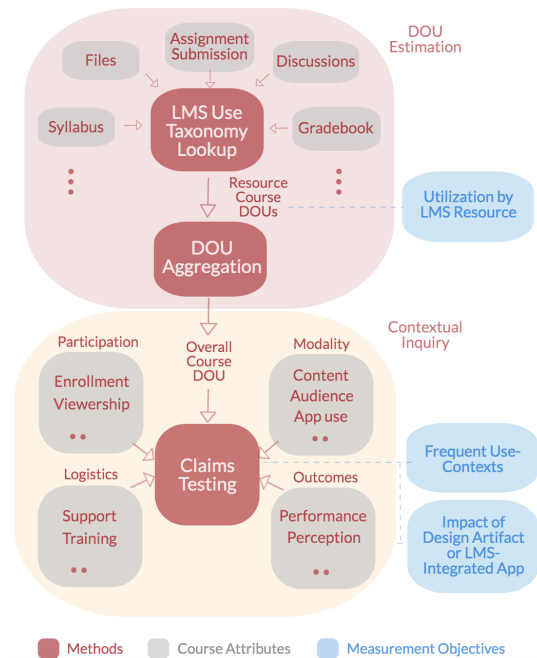 DOU
Estimation
Assignment
Submission
Files
Discussions
LMS Use
Taxonomy
Lookup
Syllabus
Gradebook
Resource
Course
DOUs
Utilization by
LMS Resource
DOU
Aggregation
Contextual
Inquiry
Participation
Overall
Course
DOU
Modality
Enrollment
Viewership
Content
Audience
App use
Claims
Testing
Frequent Use-
Contexts
Logistics
Outcomes
Support
Training
Performance
Perception
Impact of
Design Artifact
or LMS-
Integrated App
Methods
Course Attributes
Measurement Objectives